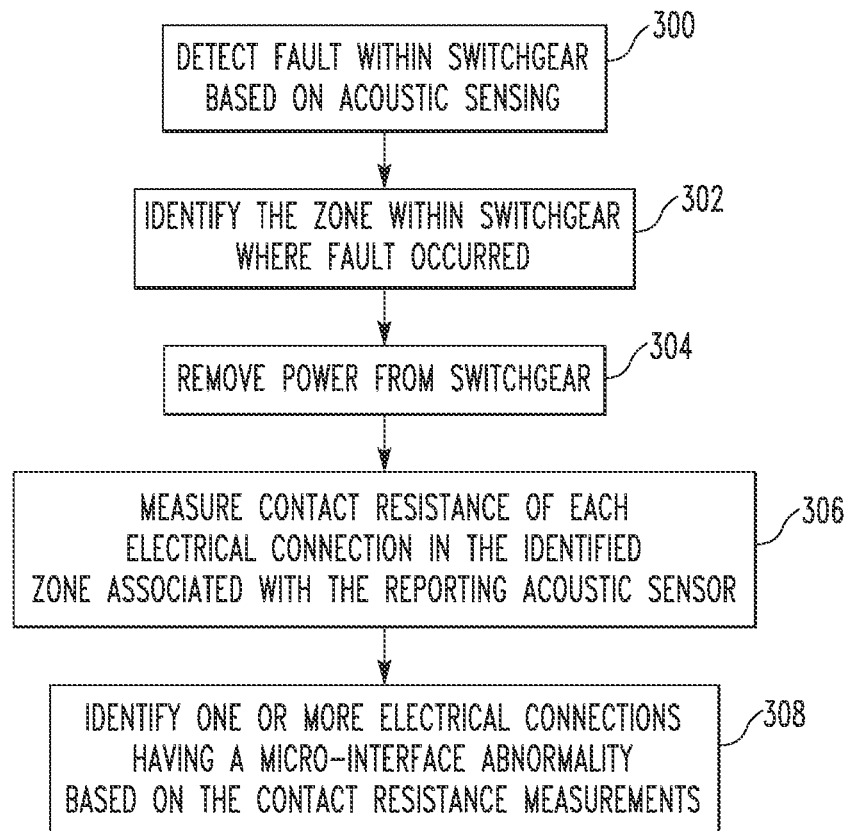 DETECT FAULT WITHIN SWITCHGEAR
BASED ON ACOUSTIC SENSING
300
IDENTIFY THE ZONE WITHIN SWITCHGEAR
WHERE FAULT OCCURRED
302
REMOVE POWER FROM SWITCHGEAR
304
MEASURE CONTACT RESISTANCE OF EACH
ELECTRICAL CONNECTION IN THE IDENTIFIED
ZONE ASSOCIATED WITH THE REPORTING ACOUSTIC SENSOR
306
IDENTIFY ONE OR MORE ELECTRICAL CONNECTIONS
HAVING A MICRO-INTERFACE ABNORMALITY
BASED ON THE CONTACT RESISTANCE MEASUREMENTS
308